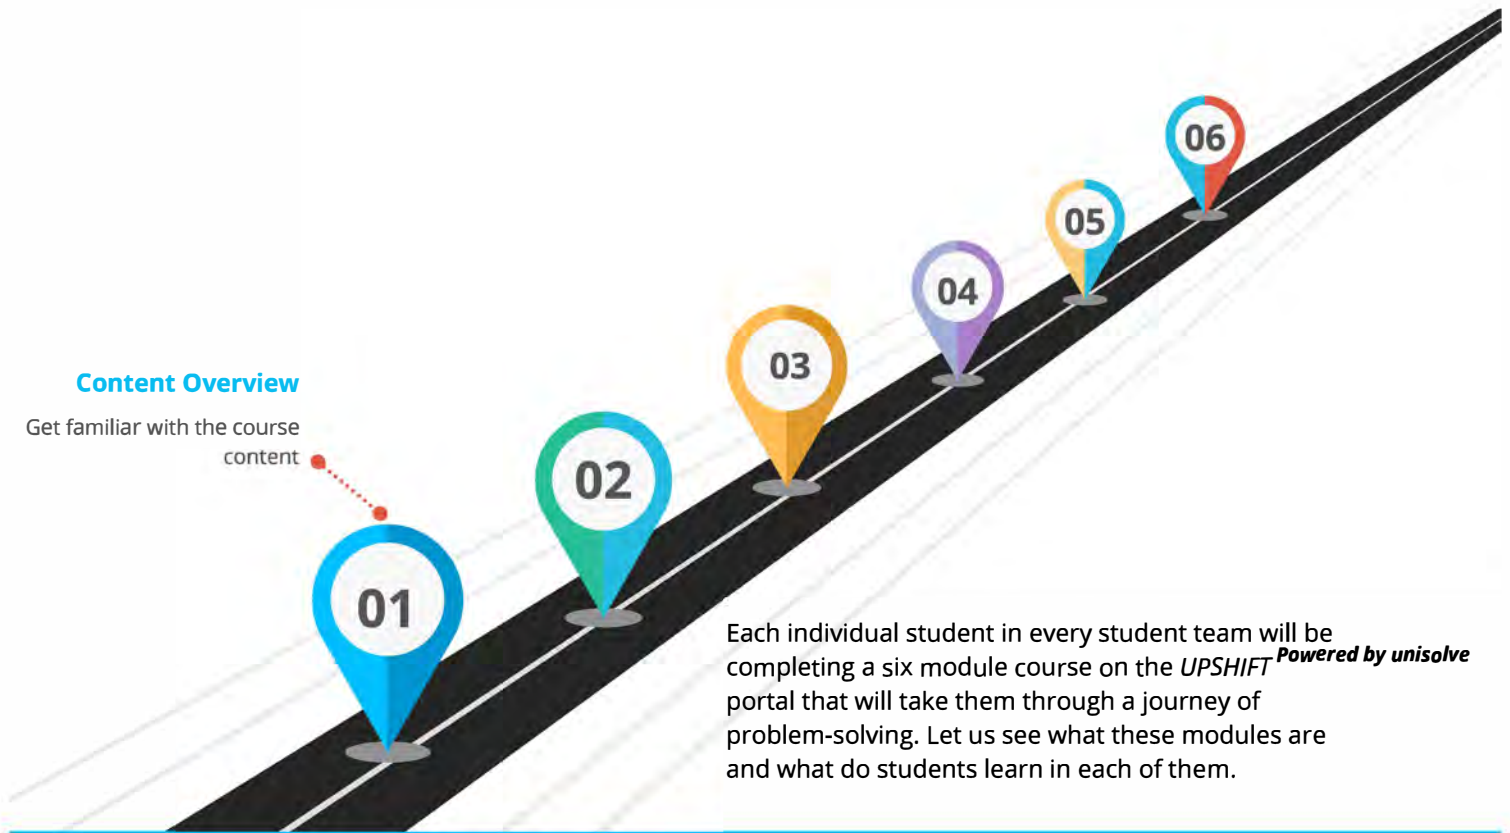 06
05
04
03
Content Overview
Get familiar with the course
content
02
01
Each individual student in every student team will be
completing a six module course on the UPSHIFT Powered by unisolve
portal that will take them through a journey of
problem-solving. Let us see what these modules are
and what do students learn in each of them.